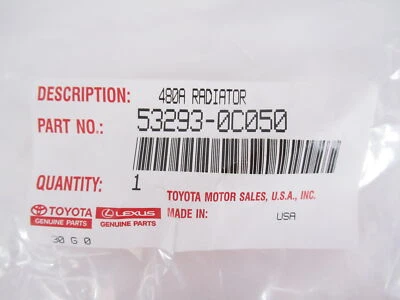 DESCRIPTION: 480A RADIATOR
PART NO.: 53293-0C050
QUANTITY: 1
TOYOTA MOTOR SALES, U.S.A., INC.
TOYOTA LEXUS
GENUINE PARTS GENUINE PARTS
MADE IN: USA
30 G 0